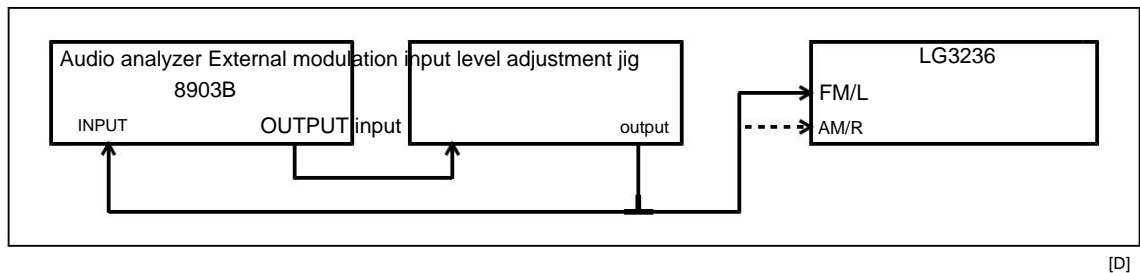 Audio analyzer External modulation input level adjustment jig
8903B
INPUT
OUTPUT input
output
LG3236
FM/L
AM/R
[D]